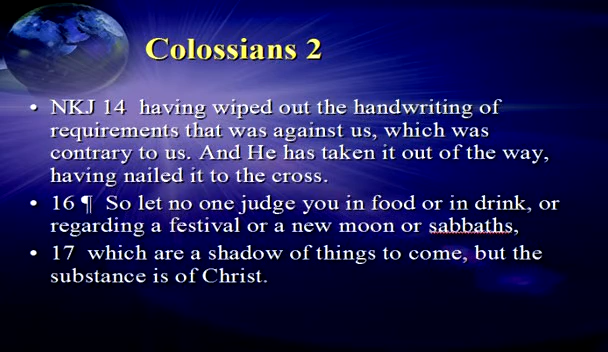 Colossians 2
• NKJ 14  having wiped out the handwriting of
requirements that was against us, which was
contrary to us. And He has taken it out of the way,
having nailed it to the cross.
• 16 ¶  So let no one judge you in food or in drink, or
regarding a festival or a new moon or sabbaths,
• 17  which are a shadow of things to come, but the
substance is of Christ.